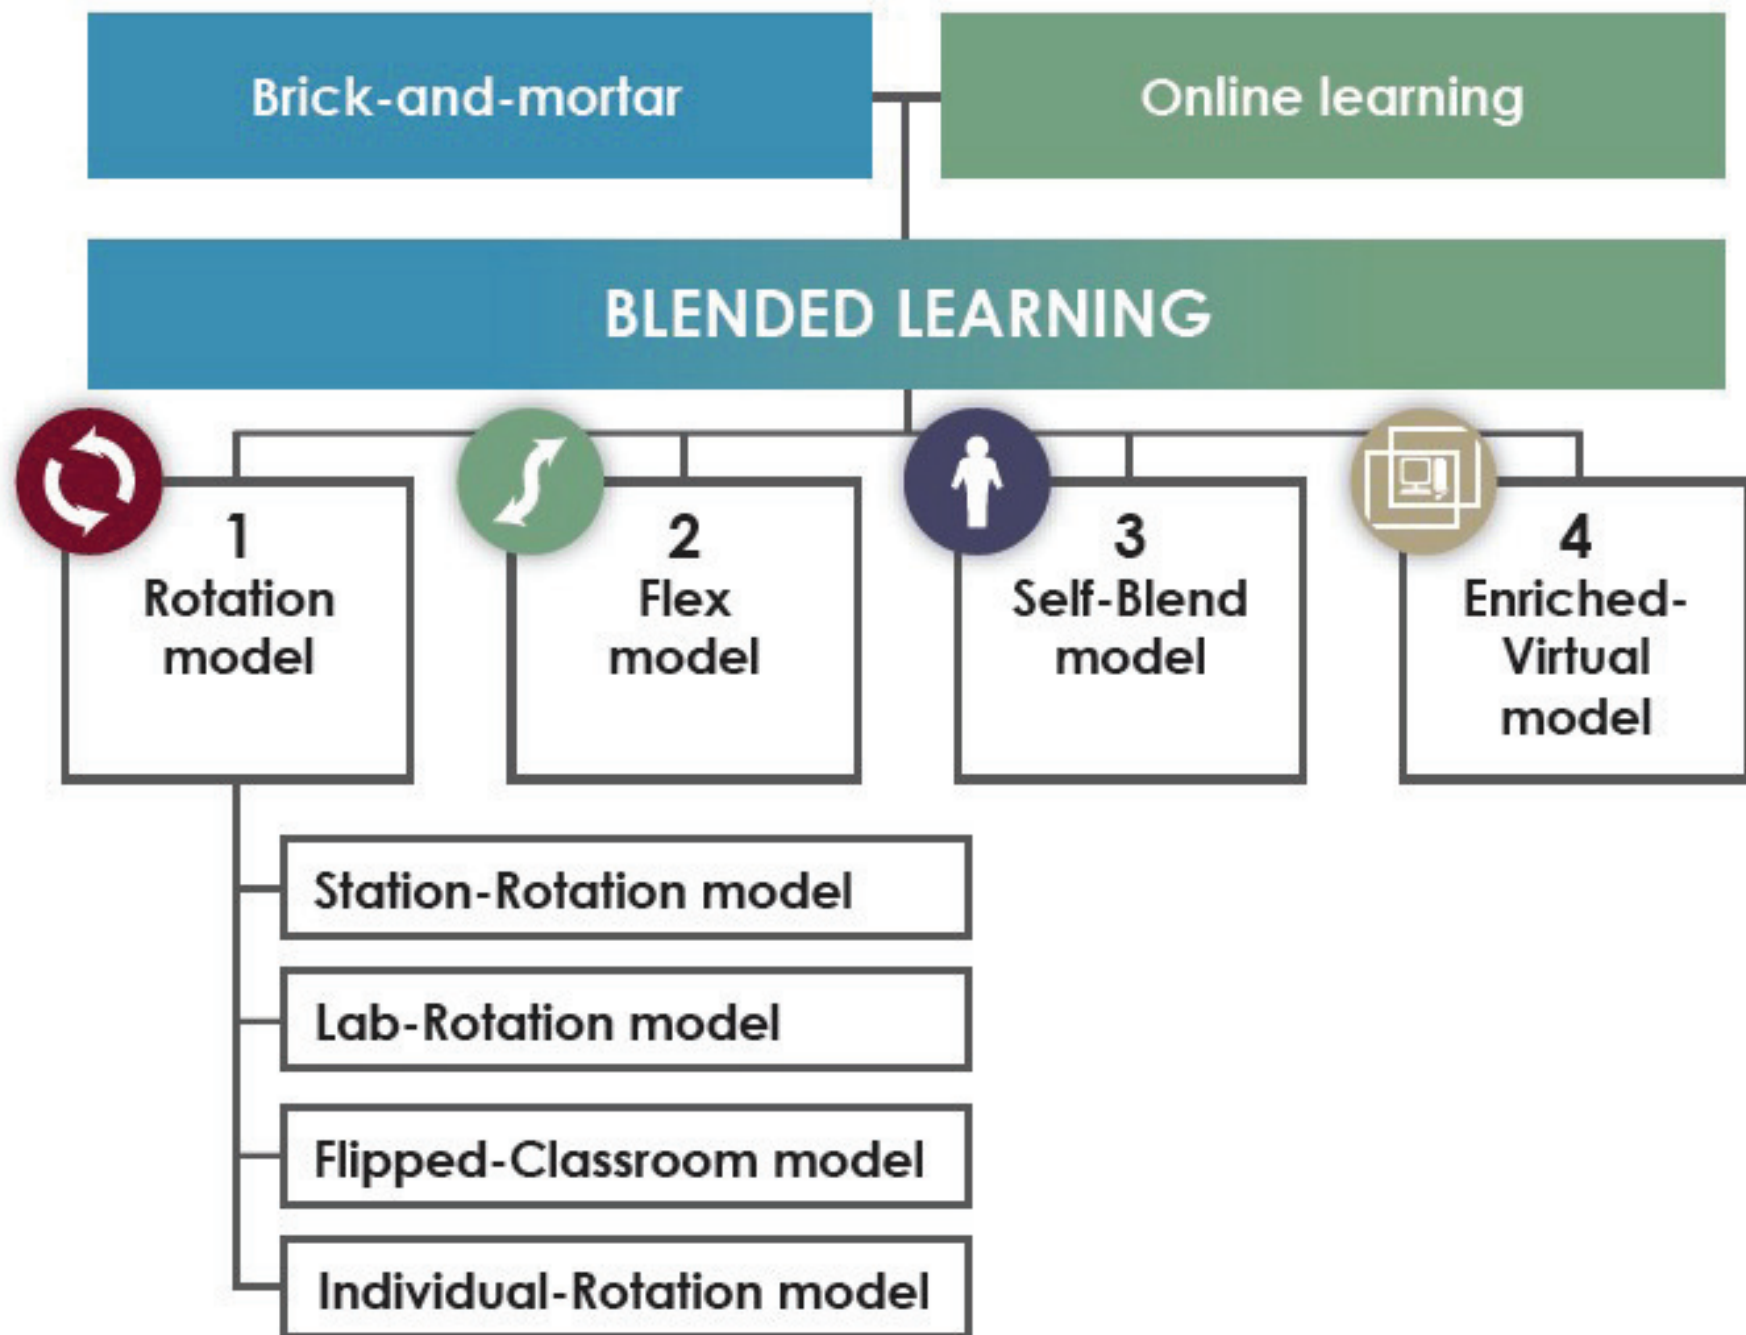 Brick-and-mortar
Online learning
BLENDED LEARNING
1
Rotation
model
2
Flex
model
3
Self-Blend
model
4
Enriched-
Virtual
model
Station-Rotation model
Lab-Rotation model
Flipped-Classroom model
Individual-Rotation model